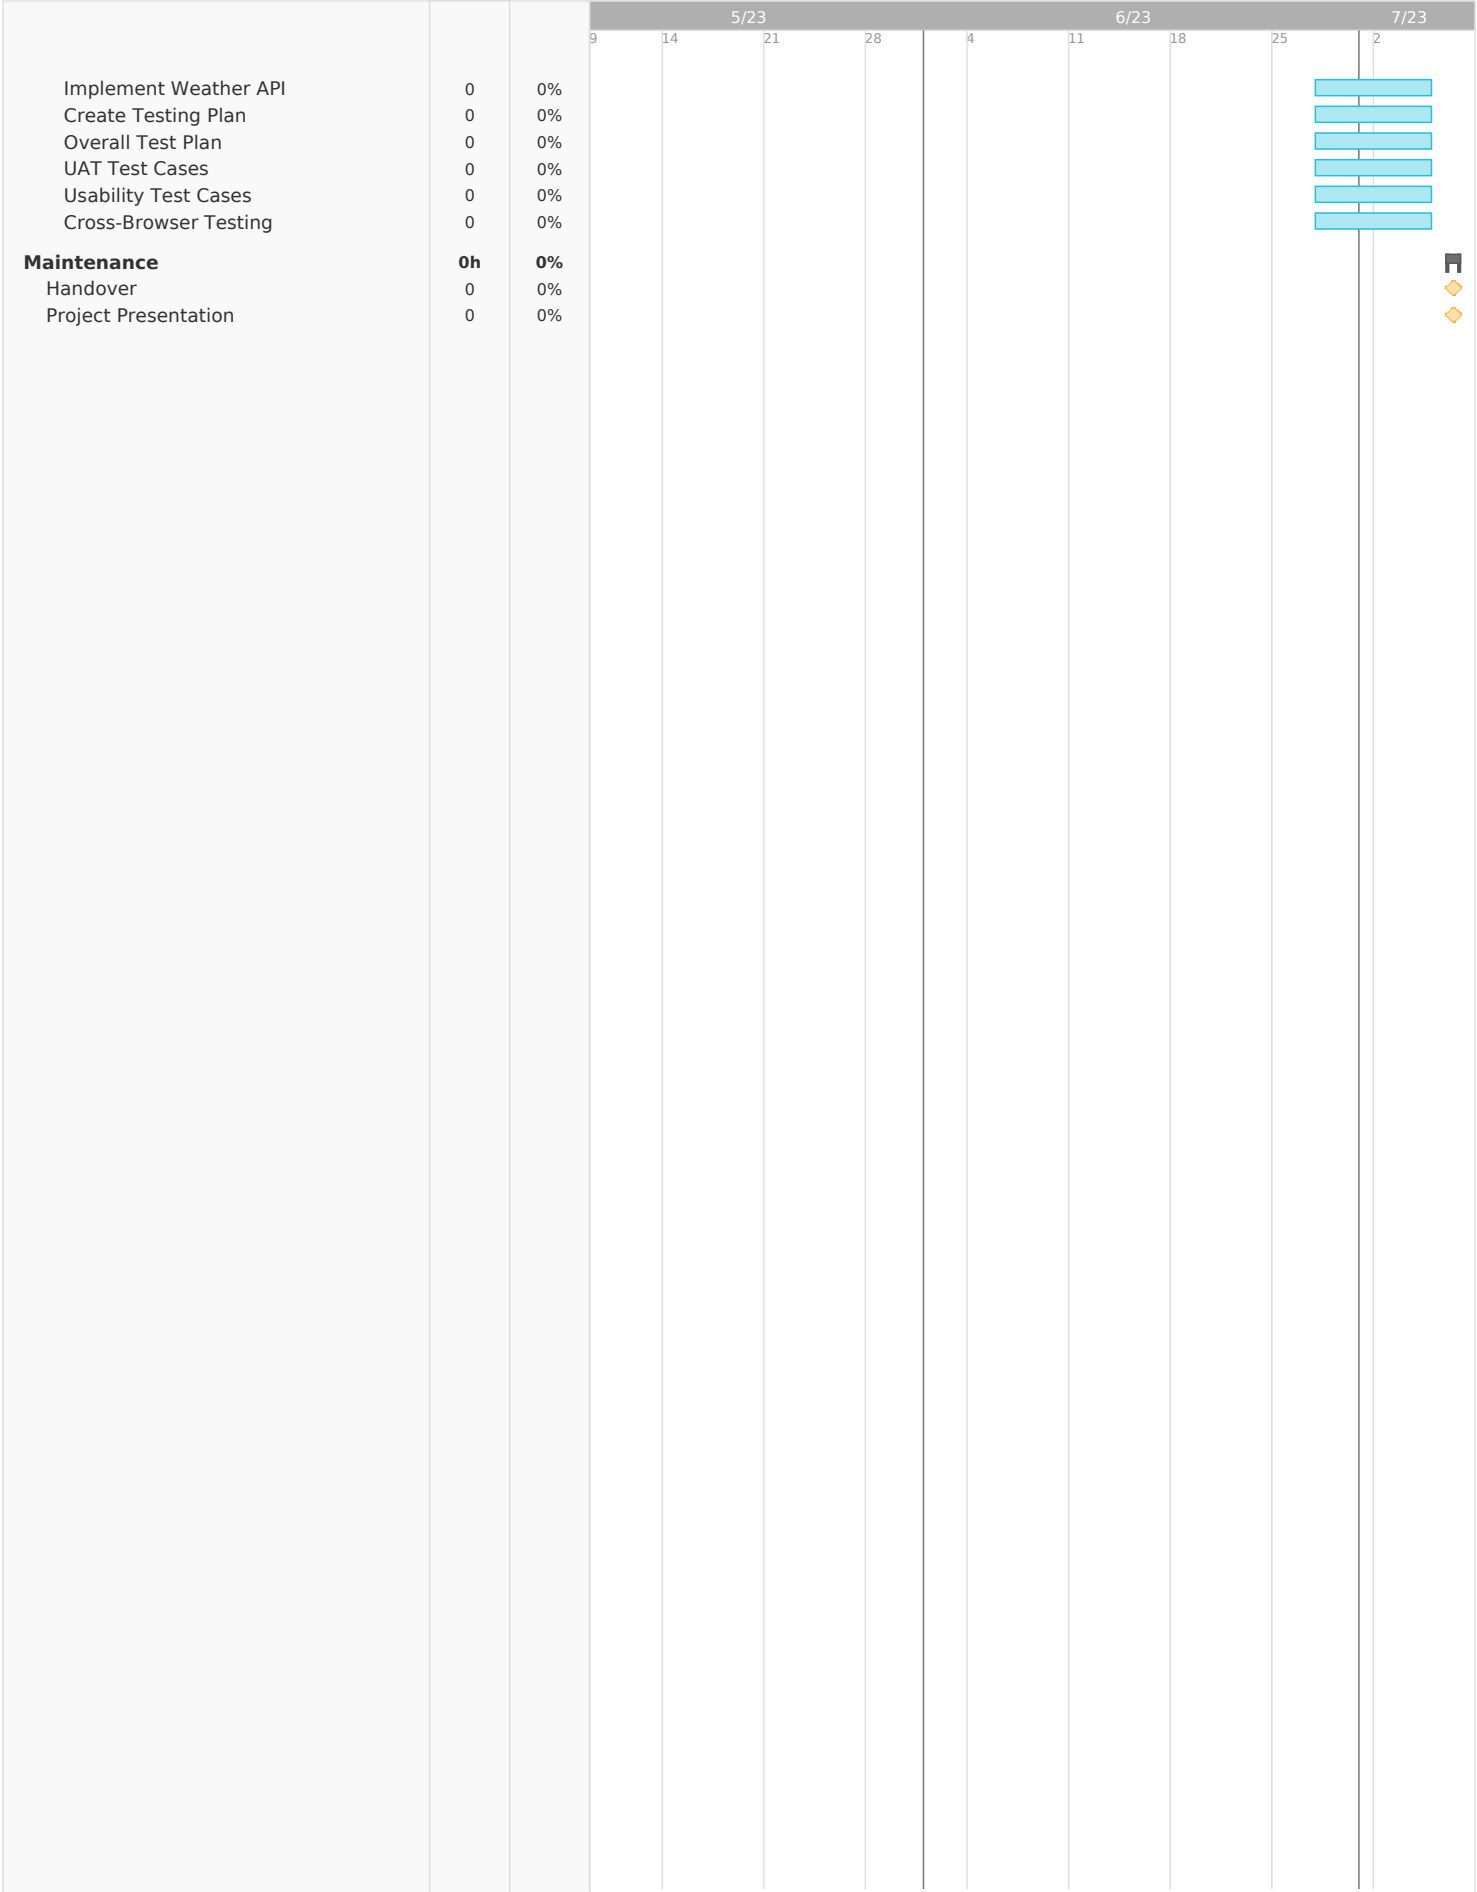 5/23 6/23 7/23
9 14 21 28 4 11 18 25 2
Implement Weather API 0 0%
Create Testing Plan 0 0%
Overall Test Plan 0 0%
UAT Test Cases 0 0%
Usability Test Cases 0 0%
Cross-Browser Testing 0 0%
Maintenance 0h 0%
Handover 0 0%
Project Presentation 0 0%